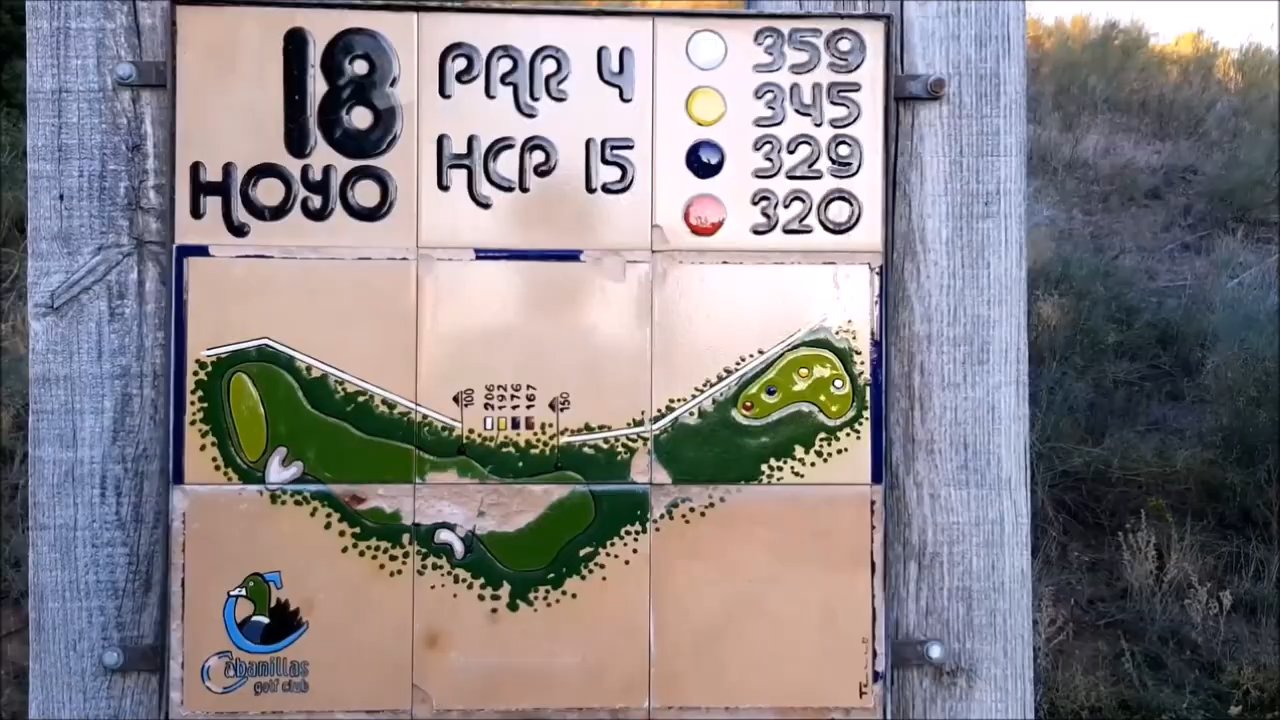 18
HOYO
PAR 4
HCP 15
359
345
329
320
100
206
192
176
167
150
Cabanillas
golf club
TELLO